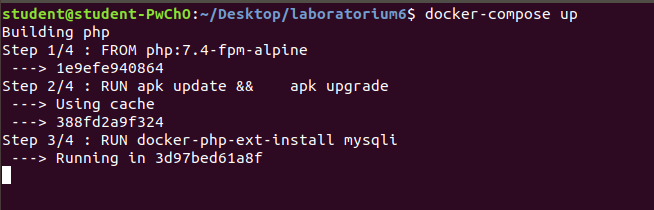 student@student-PwChO:~/Desktop/laboratorium6$ docker-compose up
Building php
Step 1/4 : FROM php:7.4-fpm-alpine
 ---> 1e9efe940864
Step 2/4 : RUN apk update &&    apk upgrade
 ---> Using cache
 ---> 388fd2a9f324
Step 3/4 : RUN docker-php-ext-install mysqli
 ---> Running in 3d97bed61a8f